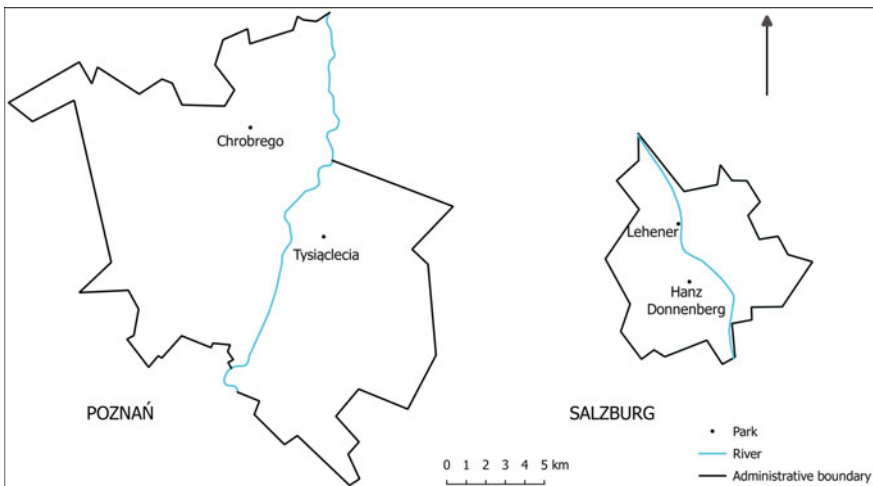 Chrobrego
Tysiąclecia
Lehener
Hanz
Donnenberg
POZNAŃ
SALZBURG
Park
River
Administrative boundary
0 1 2 3 4 5 km